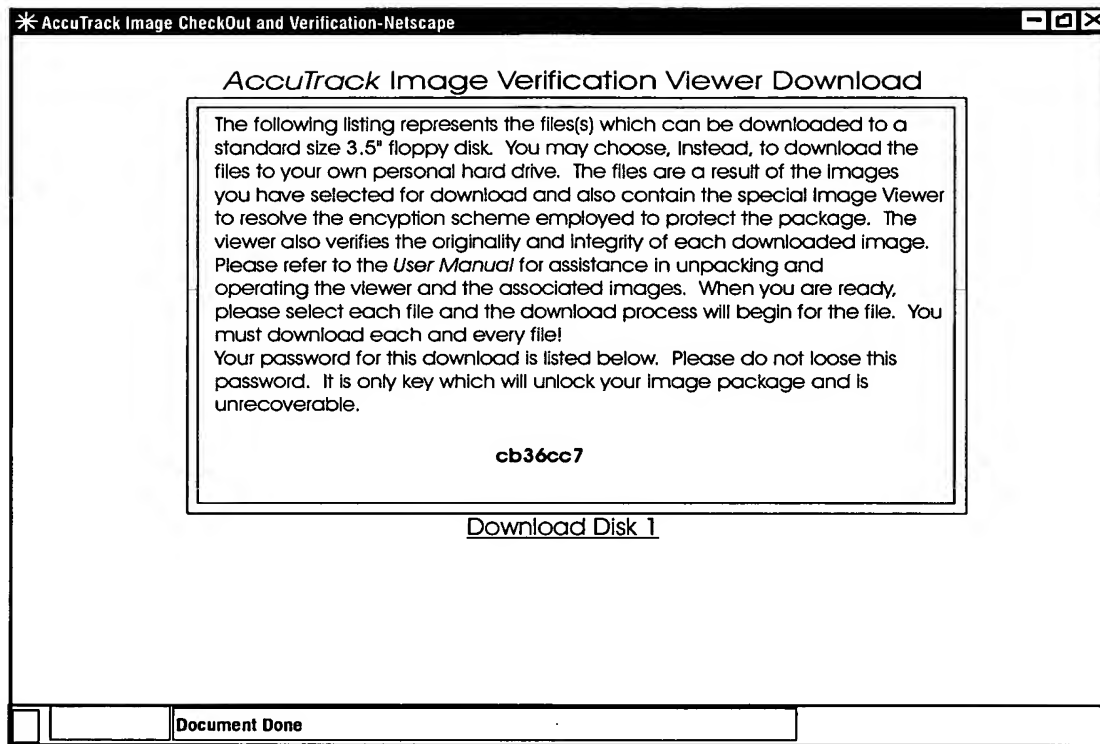 AccuTrack Image CheckOut and Verification-Netscape
AccuTrack Image Verification Viewer Download
The following listing represents the files(s) which can be downloaded to a
standard size 3.5" floppy disk. You may choose, Instead, to download the
files to your own personal hard drive. The files are a result of the Images
you have selected for download and also contain the special Image Viewer
to resolve the encyption scheme employed to protect the package. The
viewer also verifies the originality and integrity of each downloaded image.
Please refer to the User Manual for assistance in unpacking and
operating the viewer and the associated images. When you are ready,
please select each file and the download process will begin for the file. You
must download each and every file!
Your password for this download is listed below. Please do not loose this
password. It is only key which will unlock your image package and is
unrecoverable.
cb36cc7
Download Disk 1
Document Done